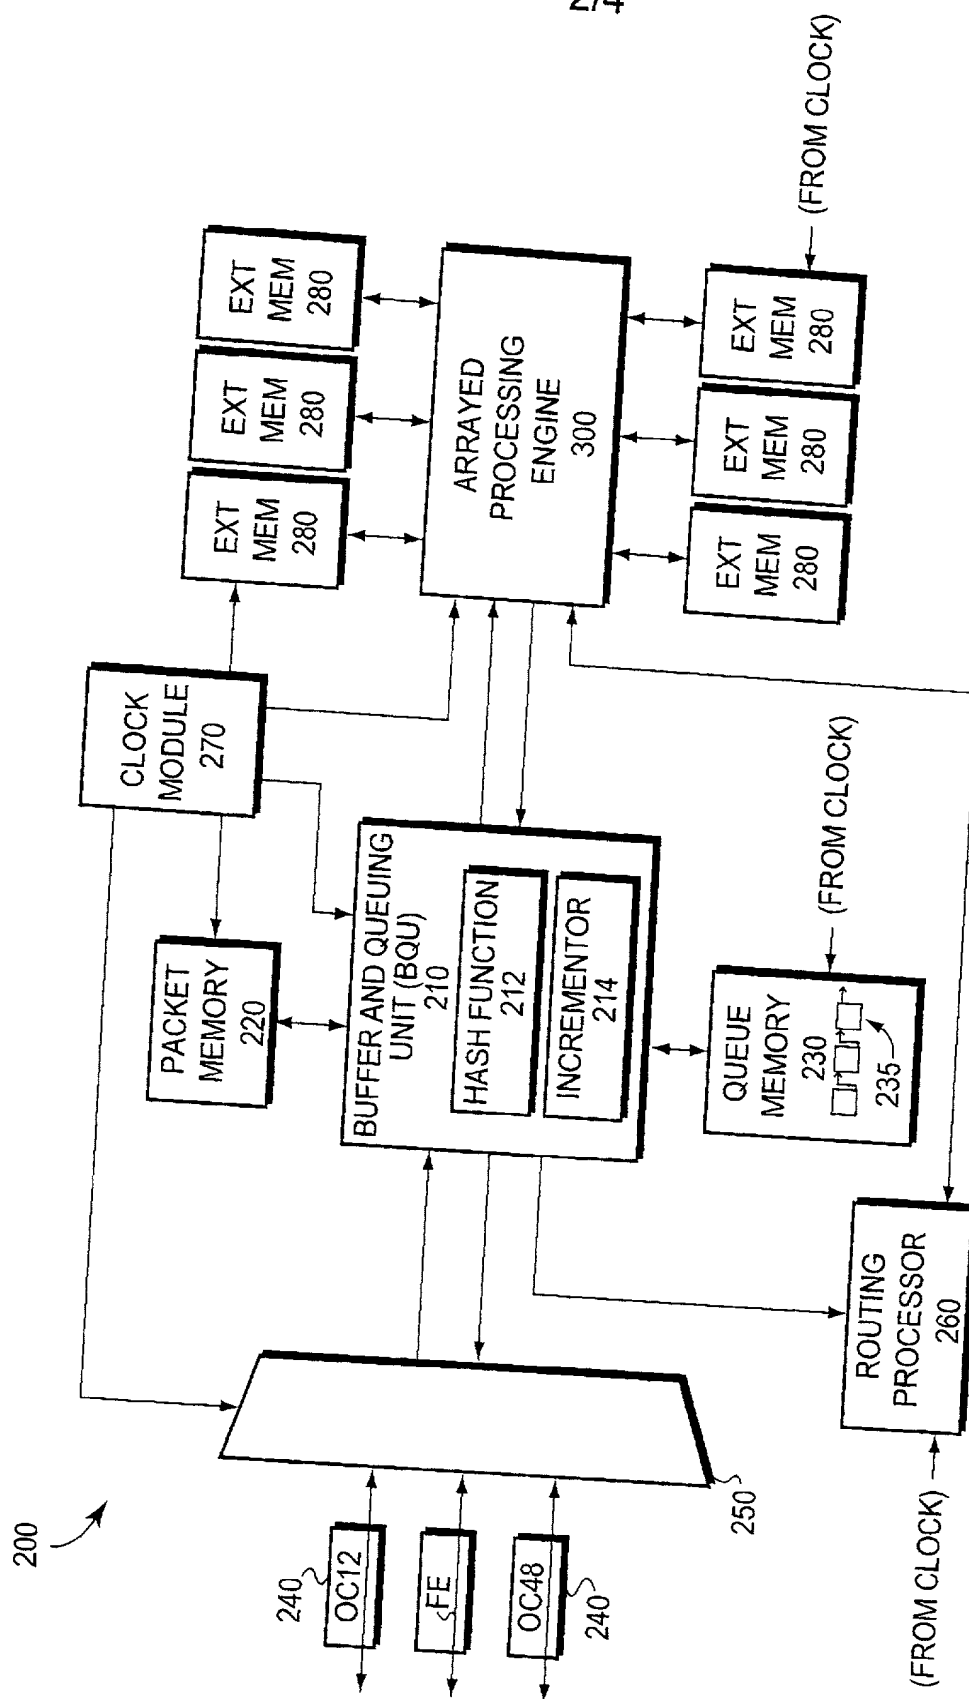 2/4
200
CLOCK
MODULE
270
EXT
MEM
280
EXT
MEM
280
EXT
MEM
280
PACKET
MEMORY
220
240
OC12
FE
OC48
240
250
BUFFER AND QUEUING
UNIT (BQU)
210
HASH FUNCTION
212
INCREMENTOR
214
ARRAYED
PROCESSING
ENGINE
300
QUEUE
MEMORY
230
235
(FROM CLOCK)
EXT
MEM
280
EXT
MEM
280
EXT
MEM
280
(FROM CLOCK)
ROUTING
PROCESSOR
260
(FROM CLOCK)